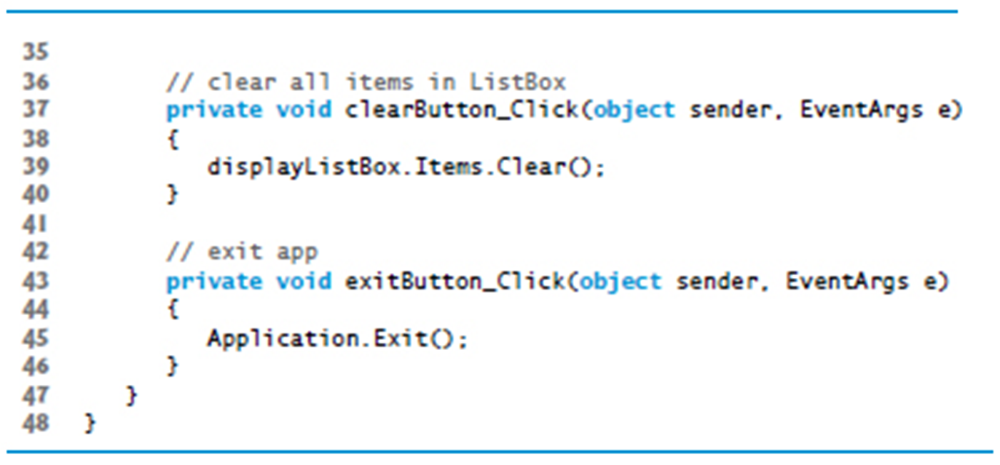 35
36 // clear all items in ListBox
37 private void clearButton_Click(object sender, EventArgs e)
38 {
39 displayListBox.Items.Clear();
40 }
41
42 // exit app
43 private void exitButton_Click(object sender, EventArgs e)
44 {
45 Application.Exit();
46 }
47 }
48 }